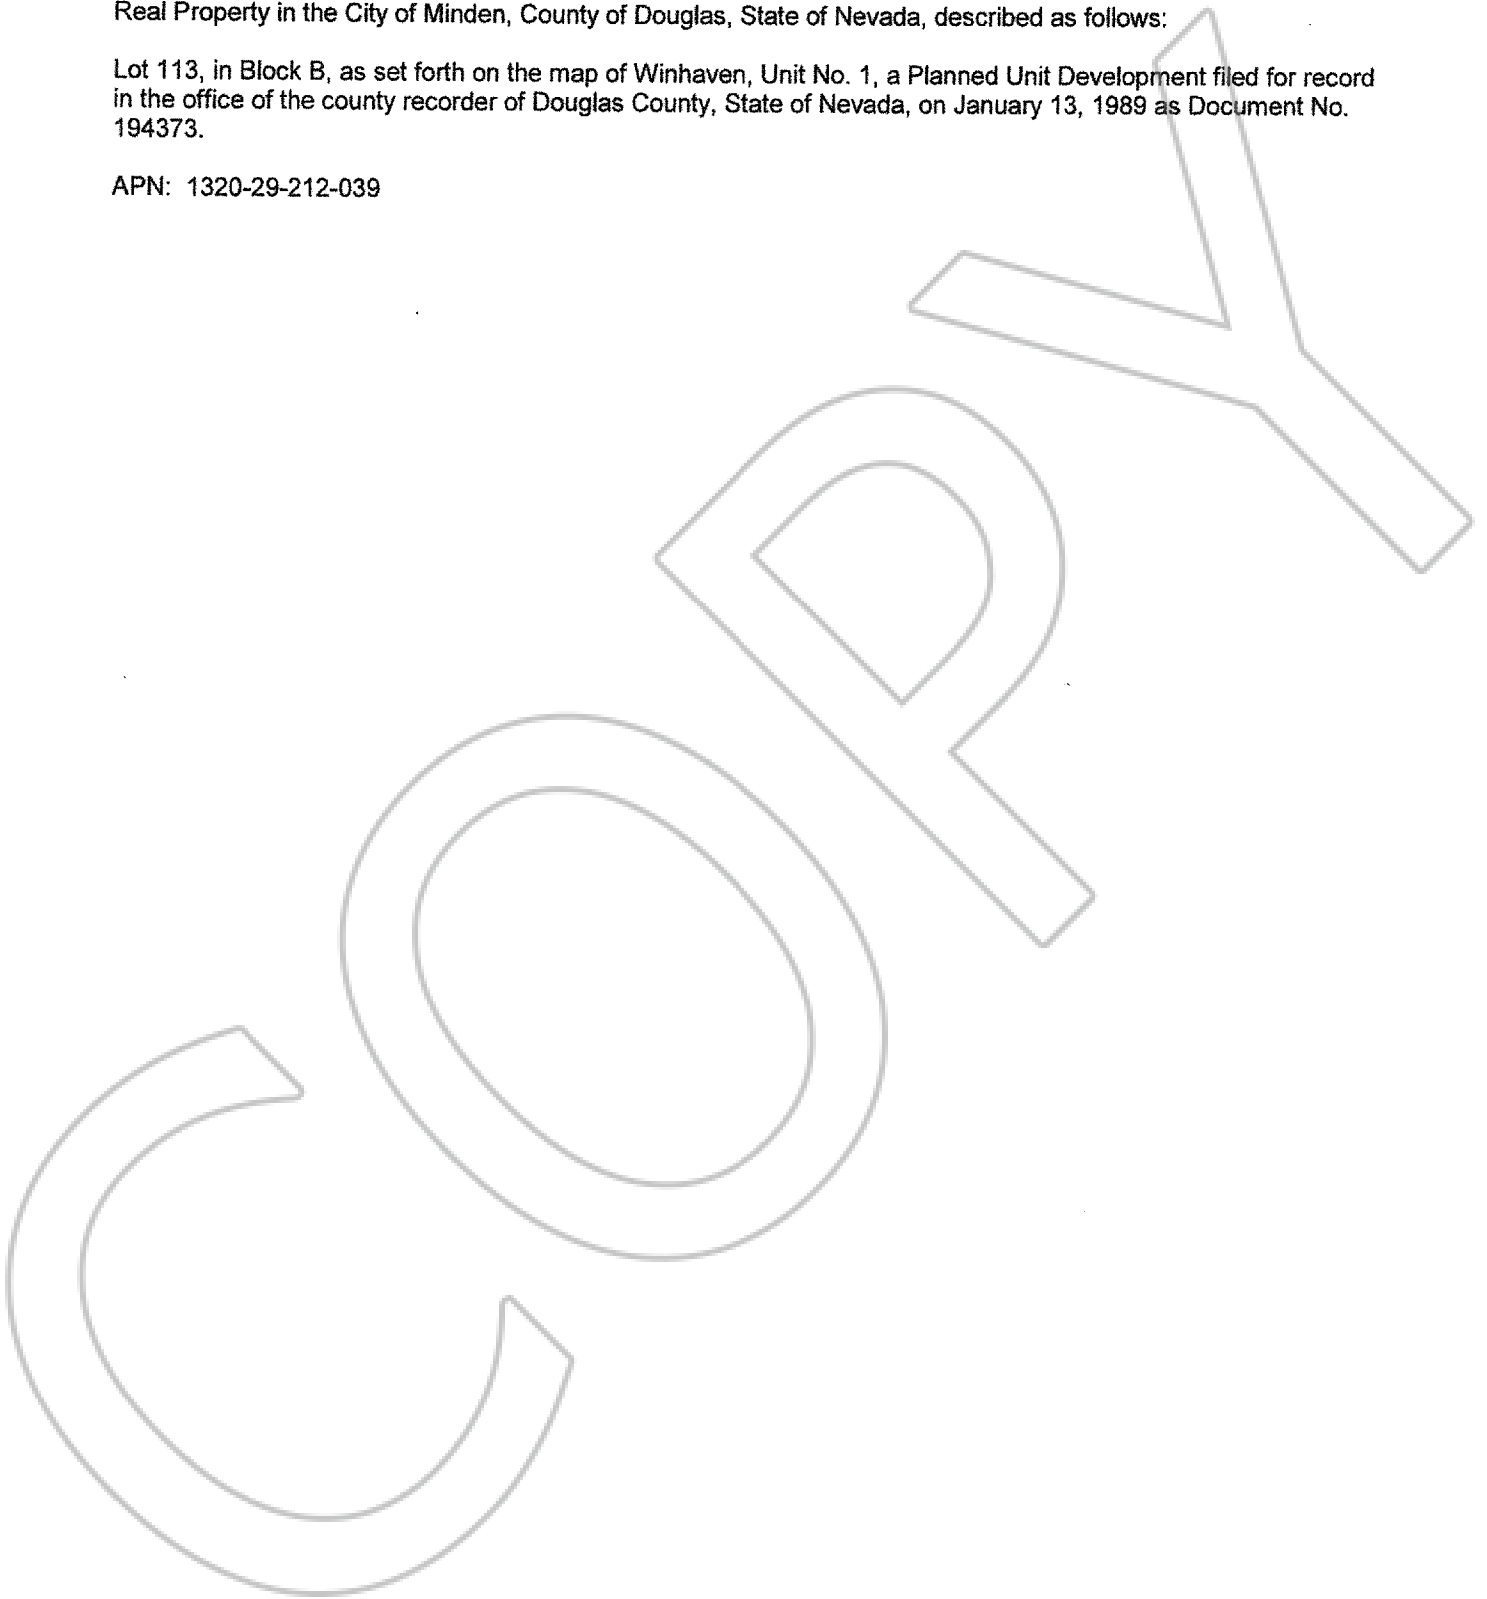 Real Property in the City of Minden, County of Douglas, State of Nevada, described as follows:
Lot 113, in Block B, as set forth on the map of Winhaven, Unit No. 1, a Planned Unit Development filed for record
in the office of the county recorder of Douglas County, State of Nevada, on January 13, 1989 as Document No.
194373.
APN: 1320-29-212-039
COPY